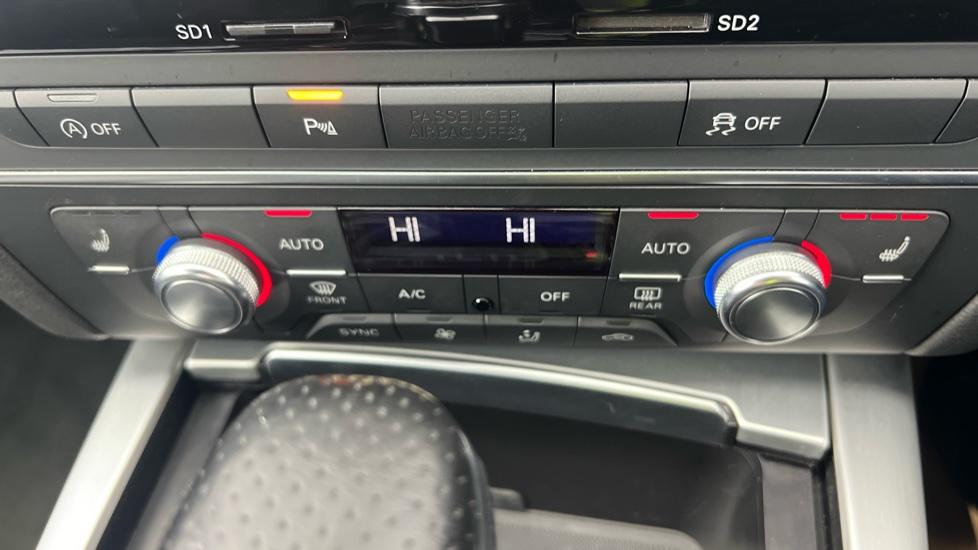 SD1 SD2
OFF P PASSENGER OFF
AIRBAG OFF
HI HI
AUTO AUTO
FRONT A/C OFF REAR
SYNC